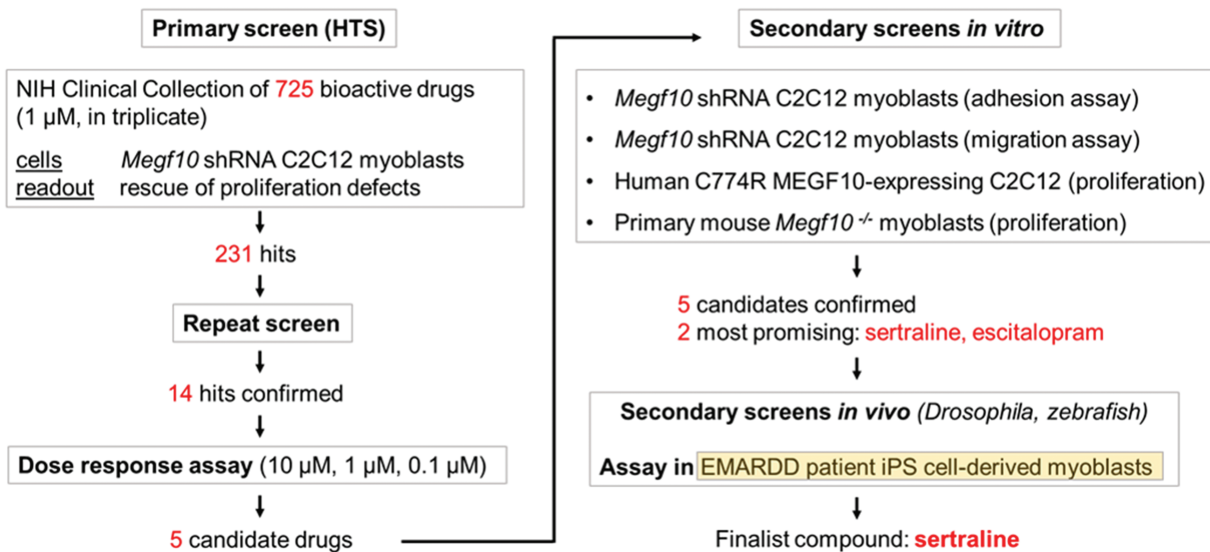 Primary screen (HTS)
NIH Clinical Collection of 725 bioactive drugs
(1 µM, in triplicate)
cells Megf10 shRNA C2C12 myoblasts
readout rescue of proliferation defects
231 hits
Repeat screen
14 hits confirmed
Dose response assay (10 µM, 1 µM, 0.1 µM)
5 candidate drugs
Secondary screens in vitro
• Megf10 shRNA C2C12 myoblasts (adhesion assay)
• Megf10 shRNA C2C12 myoblasts (migration assay)
• Human C774R MEGF10-expressing C2C12 (proliferation)
• Primary mouse Megf10 -/- myoblasts (proliferation)
5 candidates confirmed
2 most promising: sertraline, escitalopram
Secondary screens in vivo (Drosophila, zebrafish)
Assay in EMARDD patient iPS cell-derived myoblasts
Finalist compound: sertraline